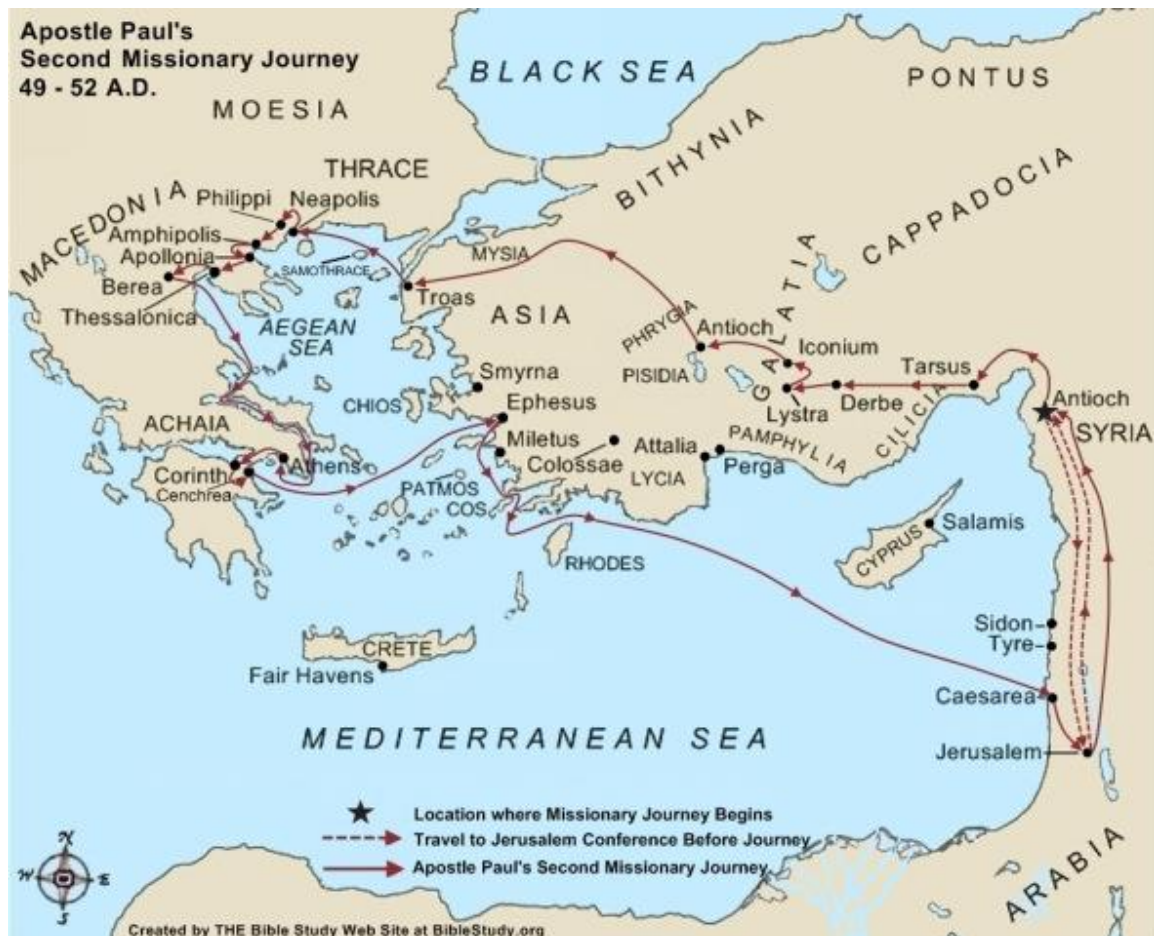 Apostle Paul's
Second Missionary Journey
49 - 52 A.D.
BLACK SEA
PONTUS
MOESIA
BITHYNIA
THRACE
CAPPADOCIA
MACEDONIA
Philippi
Neapolis
Amphipolis
Apollonia
SAMOTHRACE
MYSIA
GALATIA
Berea
Troas
Thessalonica
ASIA
PHRYGIA
Antioch
AEGEAN
SEA
Iconium
PISIDIA
Tarsus
Smyrna
Lystra
Derbe
CILICIA
Antioch
CHIOS
Ephesus
SYRIA
ACHAIA
Miletus
Attalia
PAMPHYLIA
Colossae
Perga
Corinth
Athens
LYCIA
Cenchrea
PATMOS
COS
Salamis
CYPRUS
RHODES
Sidon
Tyre
CRETE
Fair Havens
Caesarea
MEDITERRANEAN SEA
Jerusalem
Location where Missionary Journey Begins
Travel to Jerusalem Conference Before Journey
Apostle Paul's Second Missionary Journey
ARABIA
N
W
E
S
Created by THE Bible Study Web Site at BibleStudy.org